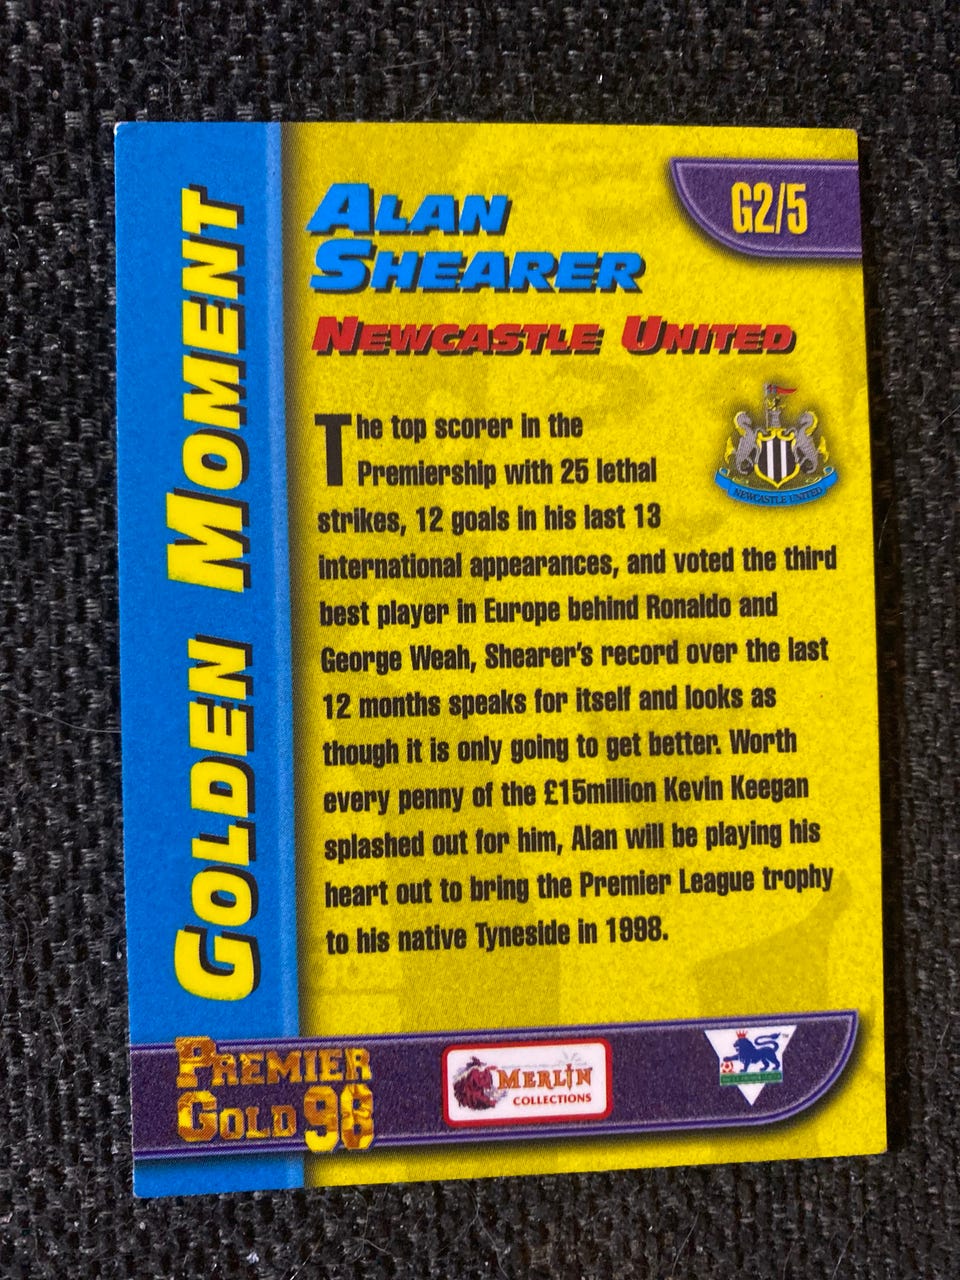 G2/5
ALAN
SHEARER
NEWCASTLE UNITED
NEWCASTLE UNITED
The top scorer in the
Premiership with 25 lethal
strikes, 12 goals in his last 13
international appearances, and voted the third
best player in Europe behind Ronaldo and
George Weah, Shearer's record over the last
12 months speaks for itself and looks as
though it is only going to get better. Worth
every penny of the £15million Kevin Keegan
splashed out for him, Alan will be playing his
heart out to bring the Premier League trophy
to his native Tyneside in 1998.
GOLDEN MOMENT
PREMIER
GOLD 98
MERLIN
COLLECTIONS